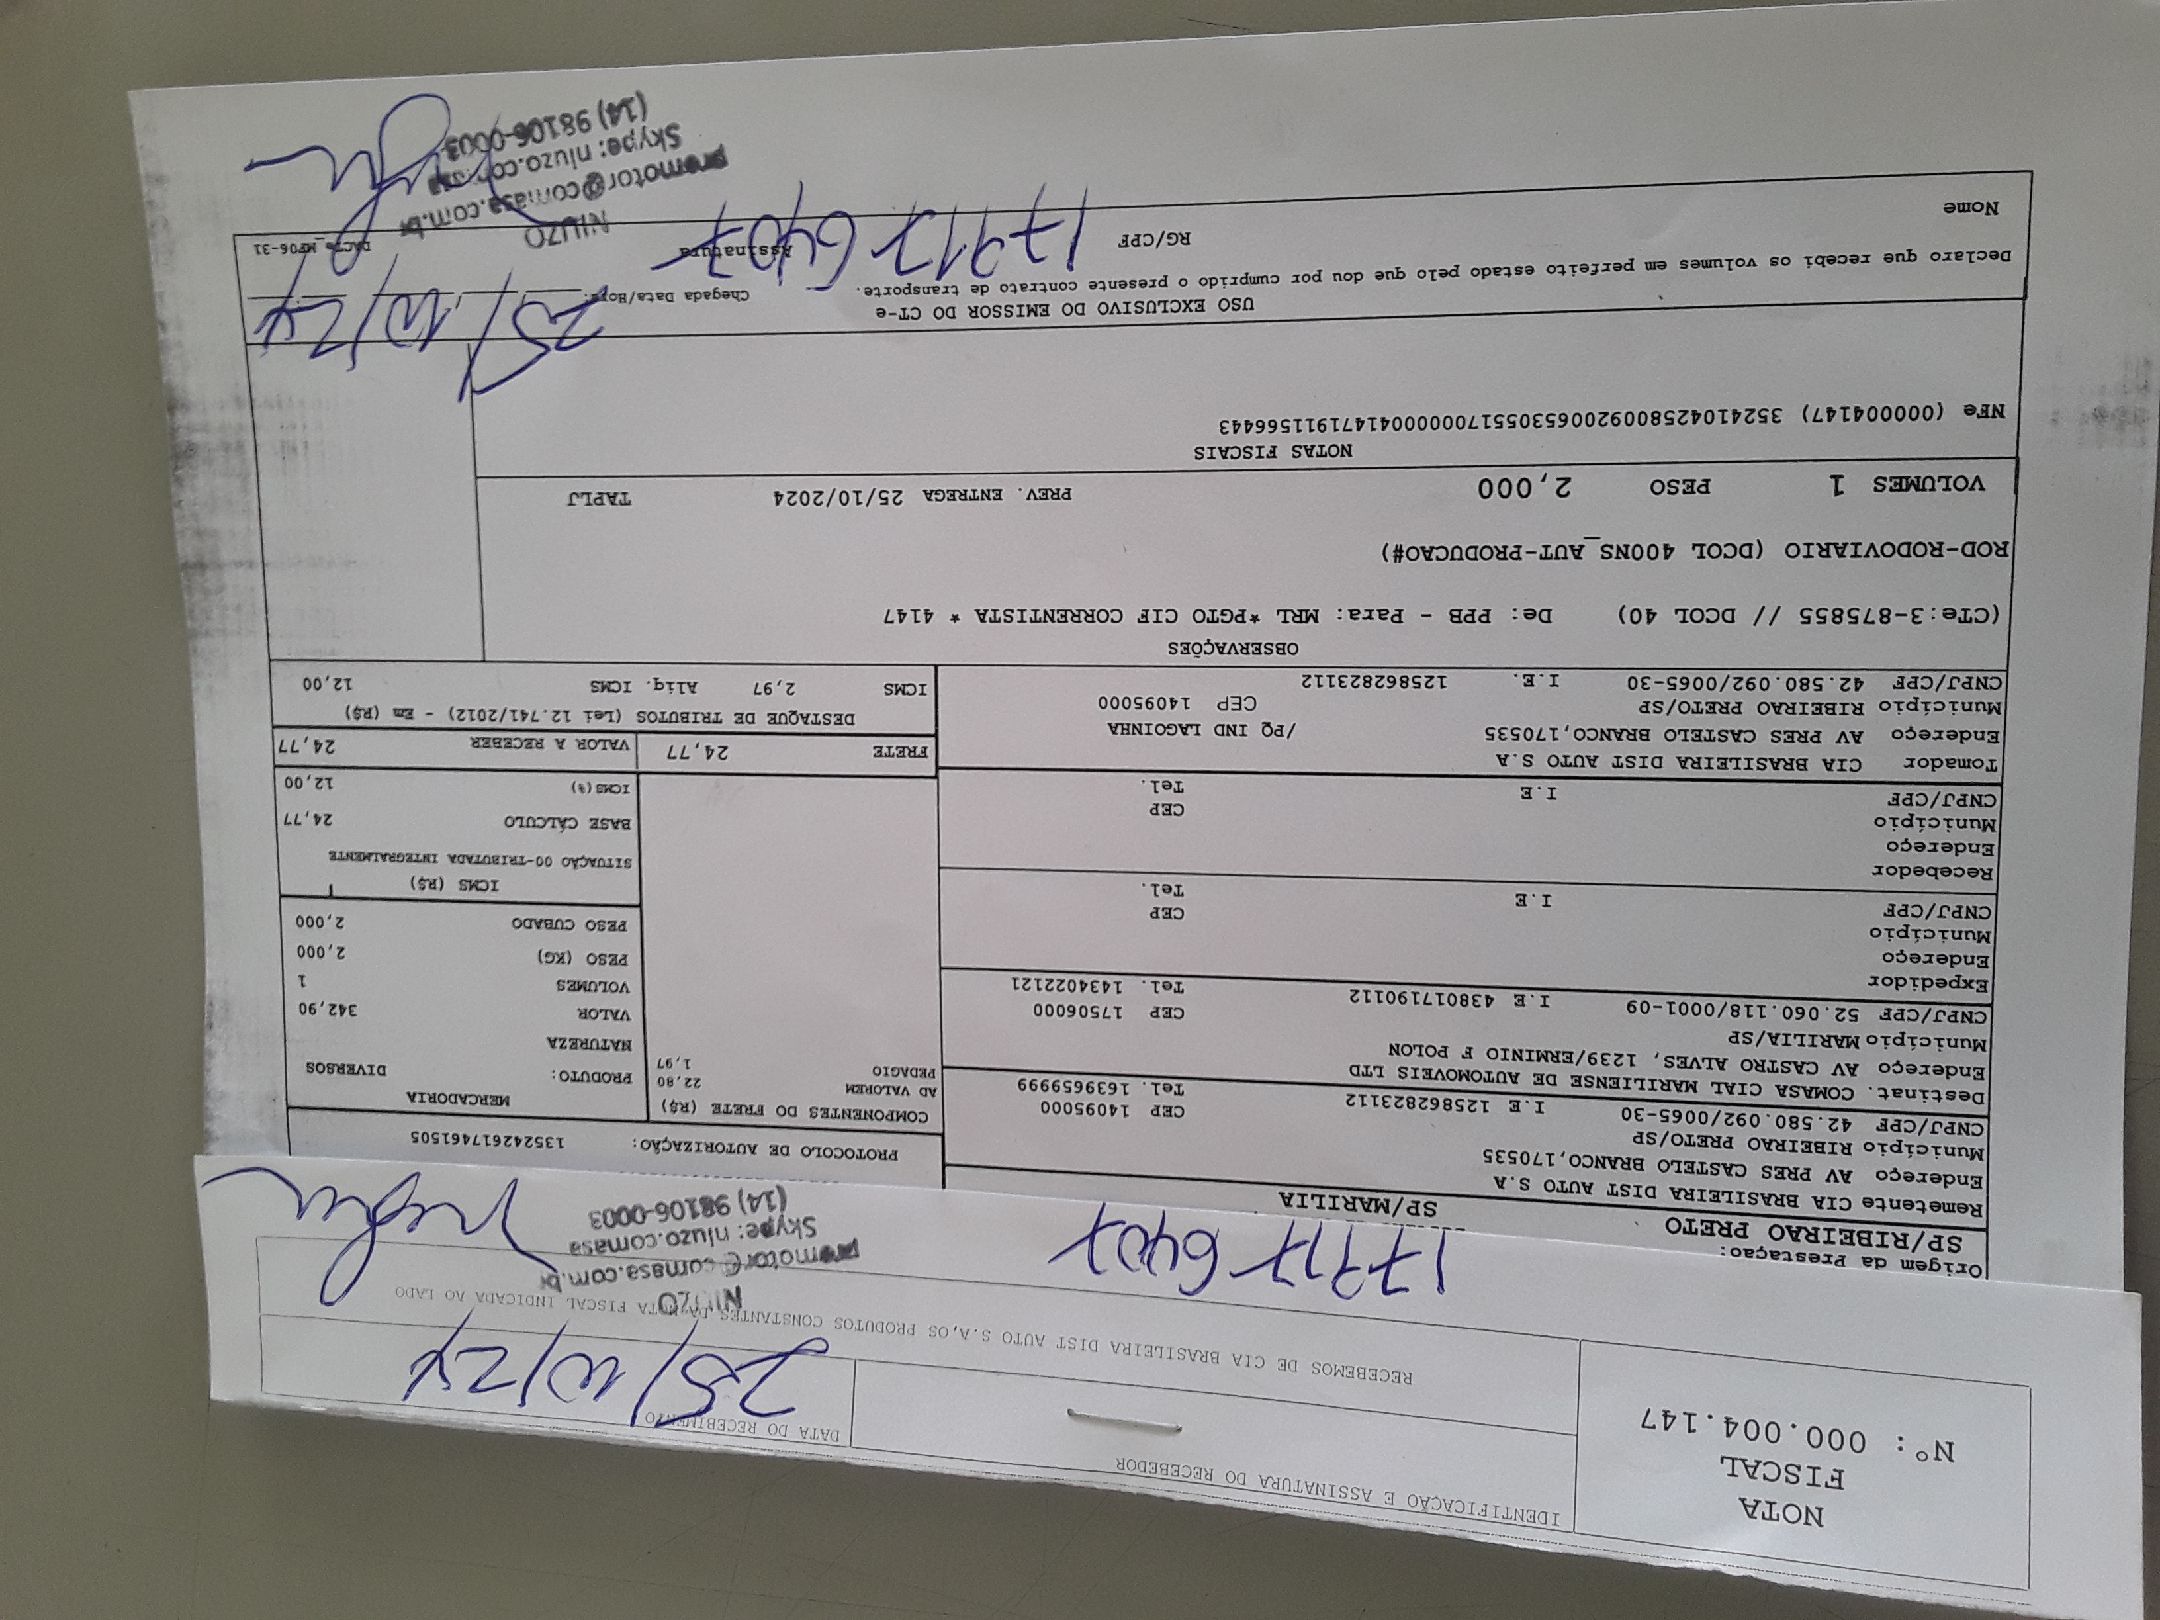 NOTA
FISCAL
Nº: 000.004.147
IDENTIFICAÇÃO E ASSINATURA DO RECEBEDOR
DATA DO RECEBIMENTO
25/10/24
RECEBEMOS DE CIA BRASILEIRA DIST AUTO S.A,OS PRODUTOS CONSTANTES DA NOTA FISCAL INDICADA AO LADO
NIUZO
promotor@comasa.com.br
Skype: niuzo.comasa
(14) 98106-0003
Origem da Prestação:
SP/RIBEIRAO PRETO
SP/MARILIA
Remetente CIA BRASILEIRA DIST AUTO S.A
Endereço AV PRES CASTELO BRANCO,170535
Município RIBEIRAO PRETO/SP CEP 14095000
CNPJ/CPF 42.580.092/0065-30 I.E 125862823112 Tel. 1639659999
Destinat. COMASA CIAL MARILIENSE DE AUTOMOVEIS LTD
Endereço AV CASTRO ALVES, 1239/ERMINIO F POLON
Município MARILIA/SP CEP 17506000
CNPJ/CPF 52.060.118/0001-09 I.E 438017190112 Tel. 1434022121
Expedidor
Endereço
Município CEP
CNPJ/CPF I.E Tel.
Recebedor
Endereço
Município CEP
CNPJ/CPF I.E Tel.
Tomador CIA BRASILEIRA DIST AUTO S.A
Endereço AV PRES CASTELO BRANCO,170535 /PQ IND LAGOINHA
Município RIBEIRAO PRETO/SP CEP 14095000
CNPJ/CPF 42.580.092/0065-30 I.E. 125862823112
PROTOCOLO DE AUTORIZAÇÃO: 135242617461505
COMPONENTES DO FRETE (R$)
AD VALOREM 22,80
PEDAGIO 1,97
MERCADORIA
PRODUTO: DIVERSOS
NATUREZA
VALOR 342,90
VOLUMES 1
PESO (KG) 2,000
PESO CUBADO 2,000
ICMS (R$)
SITUAÇÃO 00-TRIBUTADA INTEGRALMENTE
BASE CÁLCULO 24,77
ICMS(%) 12,00
FRETE 24,77 VALOR A RECEBER 24,77
DESTAQUE DE TRIBUTOS (Lei 12.741/2012) - Em (R$)
ICMS 2,97 Aliq. ICMS 12,00
OBSERVAÇÕES
(CTe:3-875855 // DCOL 40) De: PPB - Para: MRL *PGTO CIF CORRENTISTA * 4147
ROD-RODOVIARIO (DCOL 400NS_AUT-PRODUCAO#)
VOLUMES 1 PESO 2,000 PREV. ENTREGA 25/10/2024 TAPLJ
NOTAS FISCAIS
NFe (000004147) 35241042580092006530551700000041471911566443
USO EXCLUSIVO DO EMISSOR DO CT-e
Declaro que recebi os volumes em perfeito estado pelo que dou por cumprido o presente contrato de transporte.
Chegada Data/Hora:
25/10/24
Nome RG/CPF Assinatura
NIUZO
promotor@comasa.com.br
Skype: niuzo.comasa
(14) 98106-0003